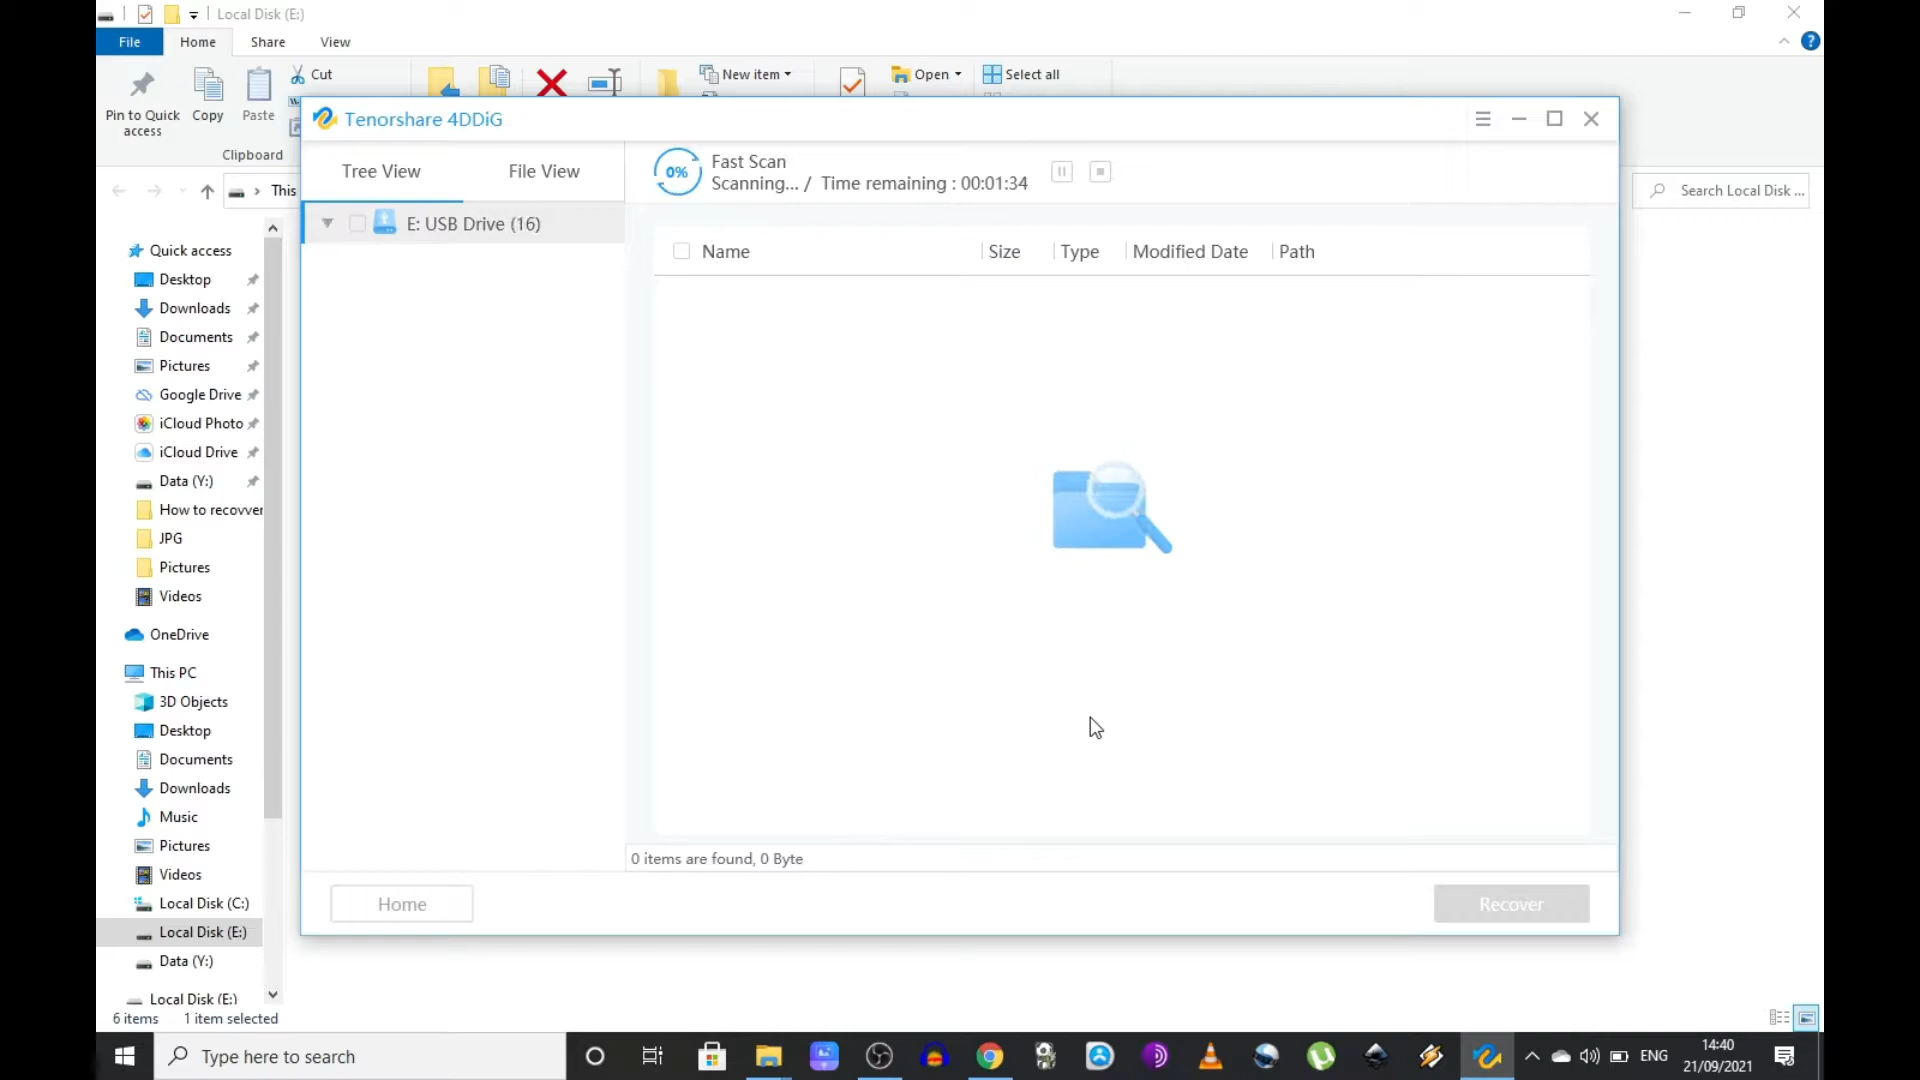 Local Disk (E:)
File Home Share View
Pin to Quick access
Copy
Paste
Cut
New item
Open
Select all
Clipboard
This
Search Local Disk ...
Quick access
Desktop
Downloads
Documents
Pictures
Google Drive
iCloud Photo
iCloud Drive
Data (Y:)
How to recovver
JPG
Pictures
Videos
OneDrive
This PC
3D Objects
Desktop
Documents
Downloads
Music
Pictures
Videos
Local Disk (C:)
Local Disk (E:)
Data (Y:)
Local Disk (E:)
6 items 1 item selected
Tenorshare 4DDiG
Tree View File View
E: USB Drive (16)
0%
Fast Scan
Scanning... / Time remaining : 00:01:34
Name Size Type Modified Date Path
0 items are found, 0 Byte
Home
Recover
Type here to search
ENG
14:40
21/09/2021